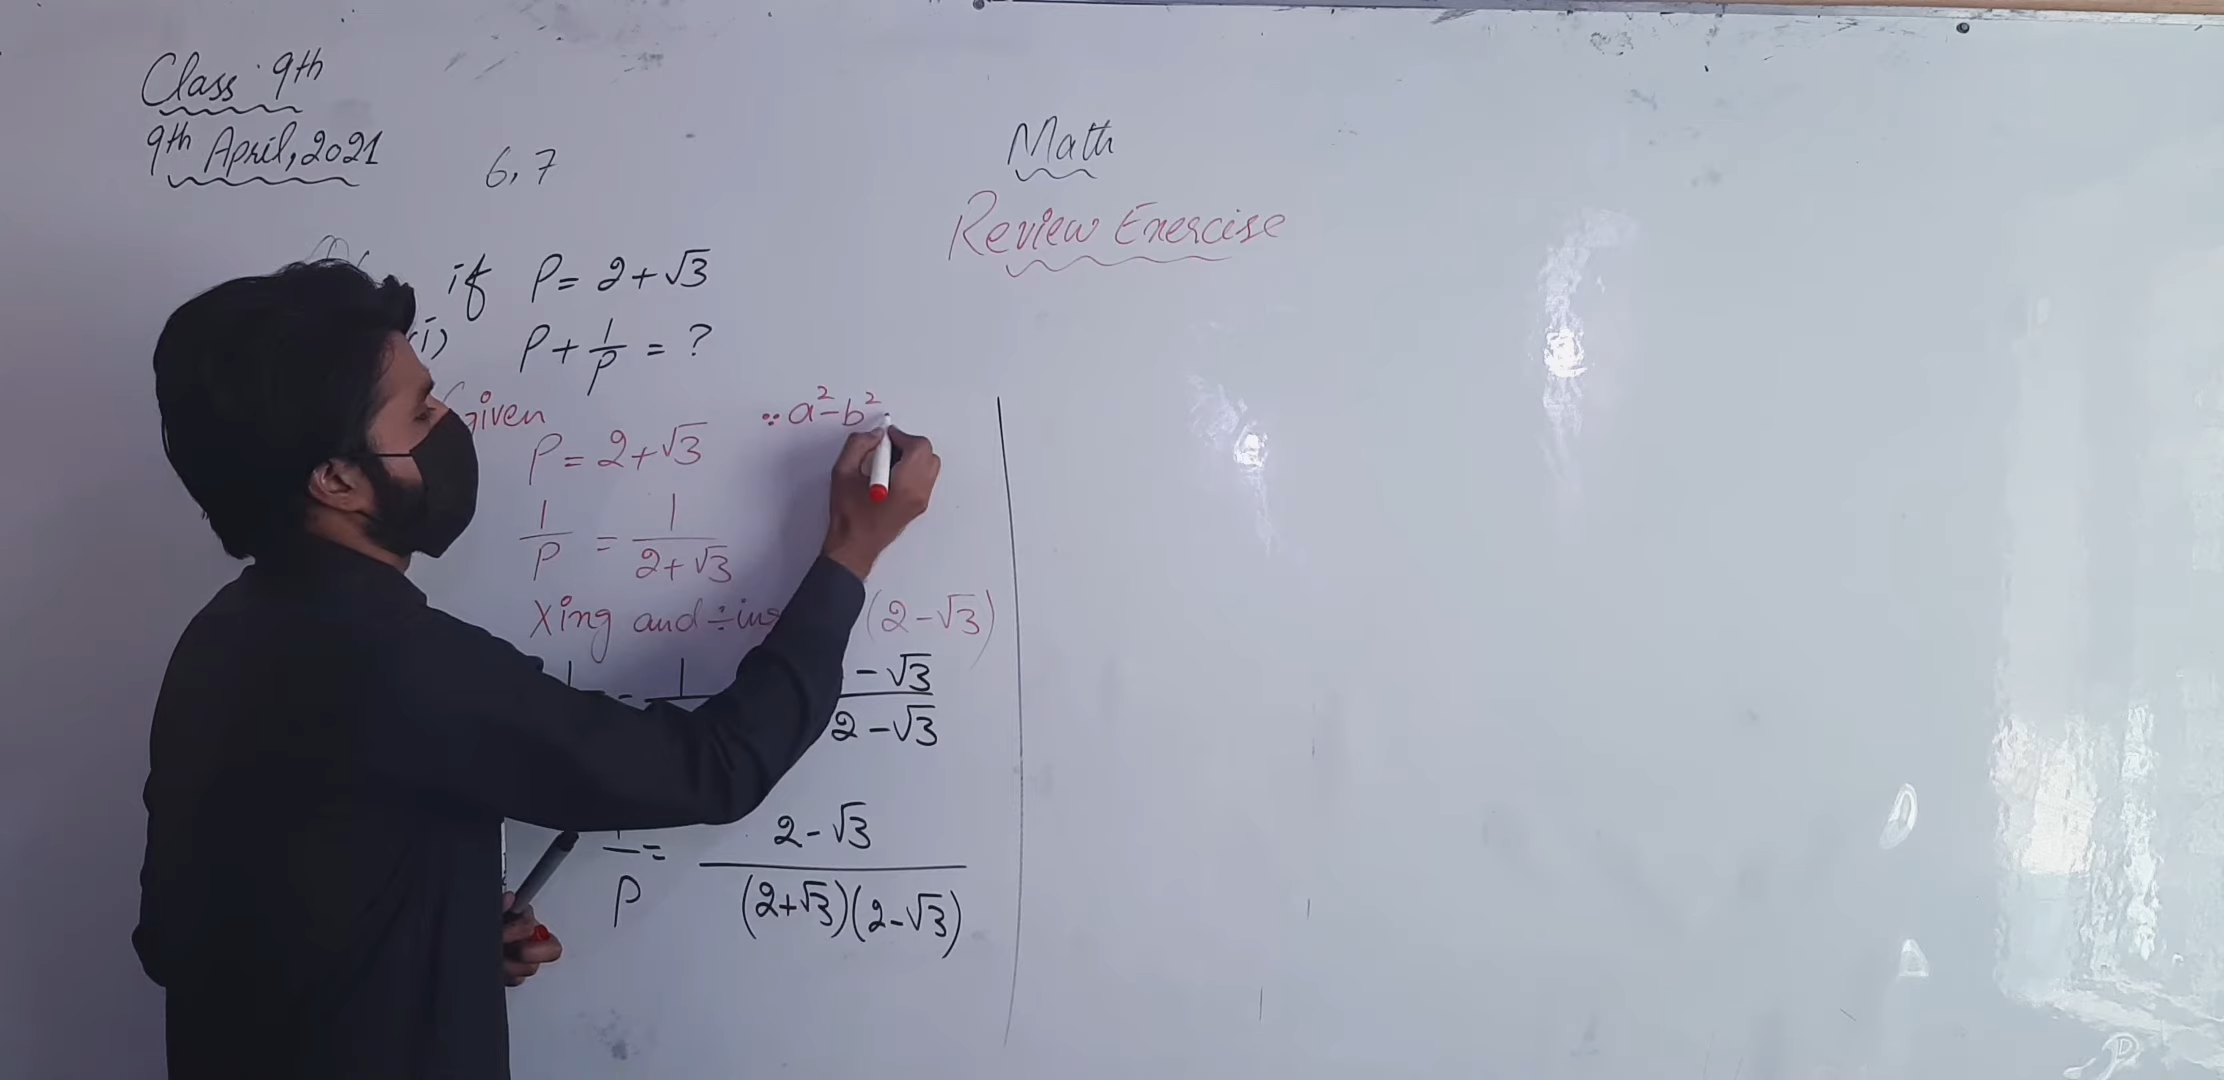 Class 9th
9th April, 2021
6, 7
Math
Review Exercise
if P = 2 + √3
(i) P + 1/P = ?
Given
P = 2 + √3
∵ a² - b²
1/P = 1/(2 + √3)
Xing and ÷ing (2 - √3)
- √3
2 - √3
P = (2 - √3)/((2 + √3)(2 - √3))